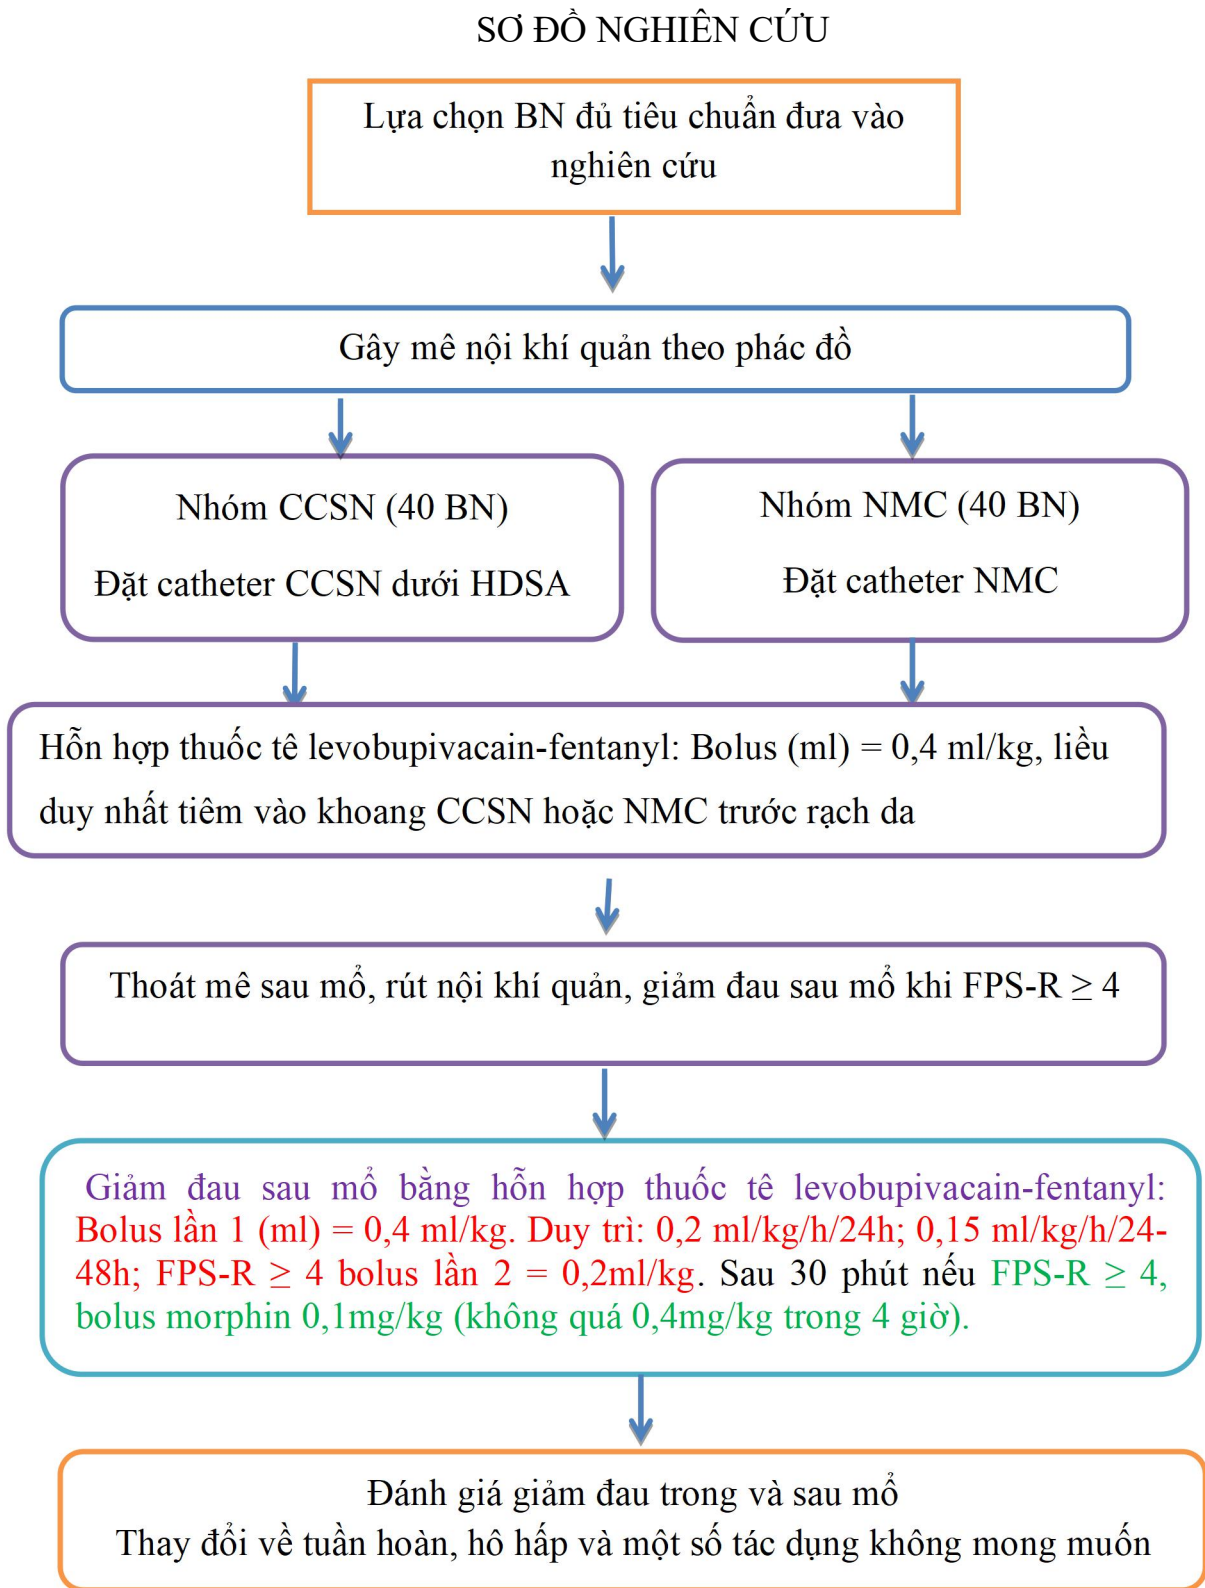 SƠ ĐỒ NGHIÊN CỨU
Lựa chọn BN đủ tiêu chuẩn đưa vào
nghiên cứu
Gây mê nội khí quản theo phác đồ
Nhóm CCSN (40 BN)
Đặt catheter CCSN dưới HDSA
Nhóm NMC (40 BN)
Đặt catheter NMC
Hỗn hợp thuốc tê levobupivacain-fentanyl: Bolus (ml) = 0,4 ml/kg, liều
duy nhất tiêm vào khoang CCSN hoặc NMC trước rạch da
Thoát mê sau mổ, rút nội khí quản, giảm đau sau mổ khi FPS-R ≥ 4
Giảm đau sau mổ bằng hỗn hợp thuốc tê levobupivacain-fentanyl:
Bolus lần 1 (ml) = 0,4 ml/kg. Duy trì: 0,2 ml/kg/h/24h; 0,15 ml/kg/h/24-
48h; FPS-R ≥ 4 bolus lần 2 = 0,2ml/kg. Sau 30 phút nếu FPS-R ≥ 4,
bolus morphin 0,1mg/kg (không quá 0,4mg/kg trong 4 giờ).
Đánh giá giảm đau trong và sau mổ
Thay đổi về tuần hoàn, hô hấp và một số tác dụng không mong muốn